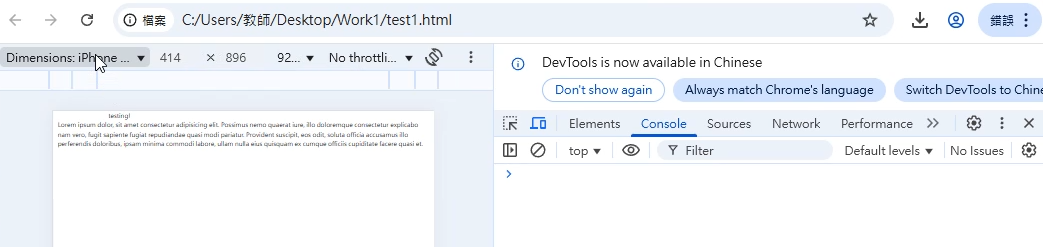 檔案 C:/Users/教師/Desktop/Work1/test1.html 錯誤
Dimensions: iPhone ... 414 × 896 92... No throttli...
DevTools is now available in Chinese
Don't show again Always match Chrome's language Switch DevTools to Chine
Elements Console Sources Network Performance
top Filter Default levels No Issues
testing!
Lorem ipsum dolor, sit amet consectetur adipisicing elit. Possimus nemo quaerat iure, illo doloremque consectetur explicabo
nam vero, fugit sapiente fugiat repudiandae quasi modi pariatur. Provident suscipit, eos odit, soluta officia accusamus illo
perferendis doloribus, ipsam minima commodi labore, ullam nulla eius quisquam ex cumque officiis cupiditate facere quasi et.